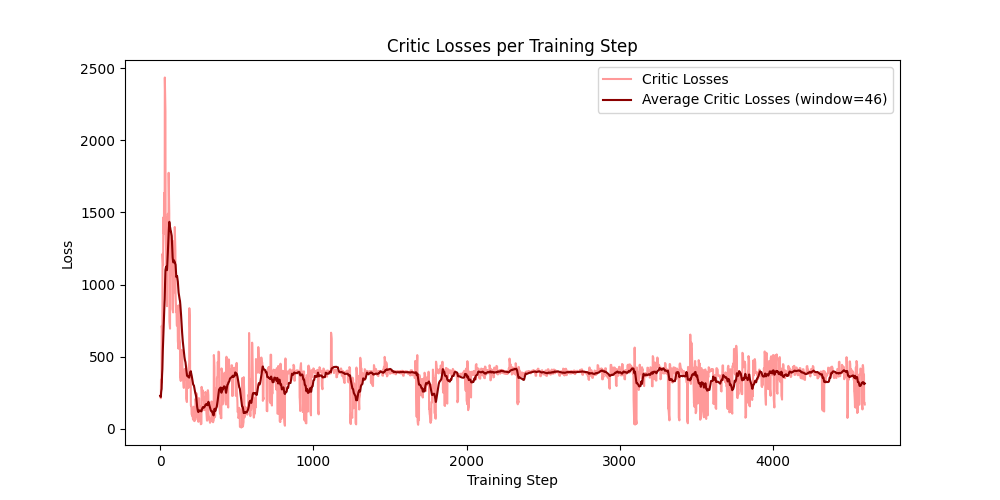 Critic Losses per Training Step
Critic Losses
Average Critic Losses (window=46)
Loss
2500
2000
1500
1000
500
0
0 1000 2000 3000 4000
Training Step